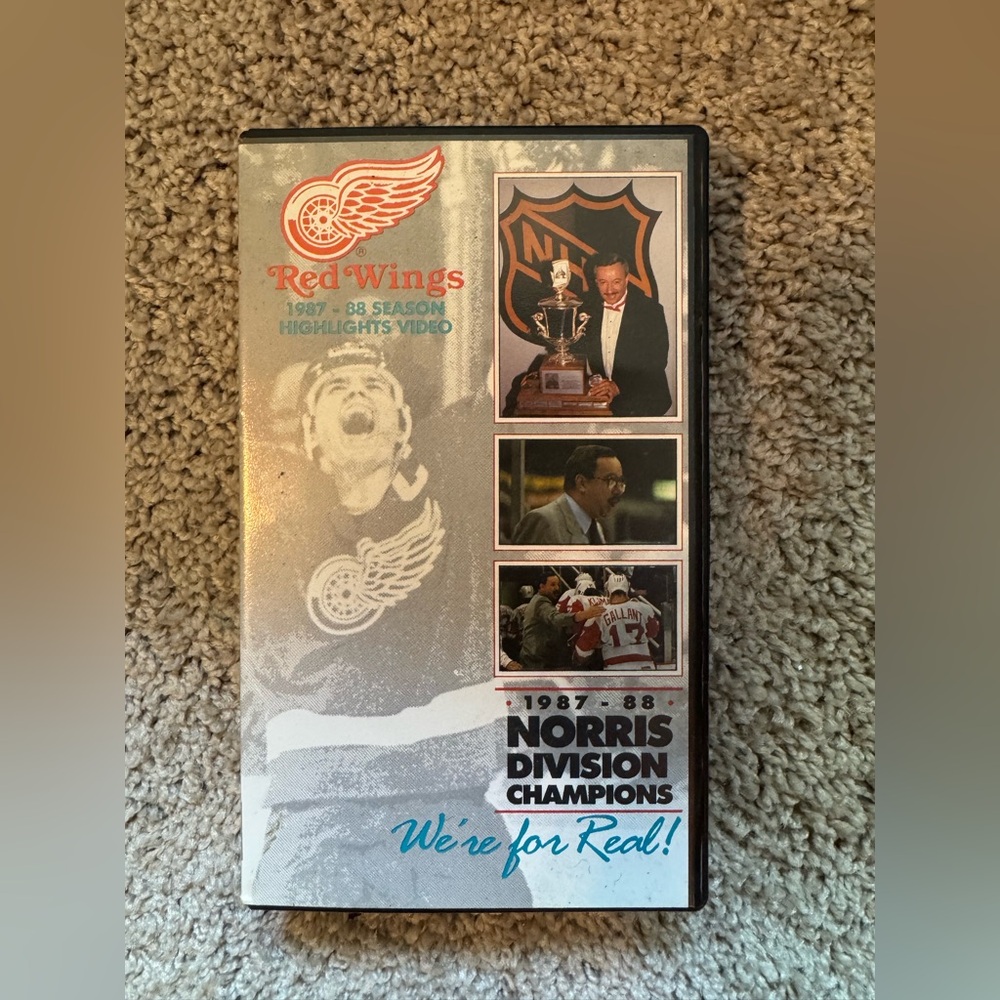 Red Wings
®
1987 - 88 SEASON
HIGHLIGHTS VIDEO
NHL
GALLANT
17
• 1987 - 88 •
NORRIS
DIVISION
CHAMPIONS
We're for Real!